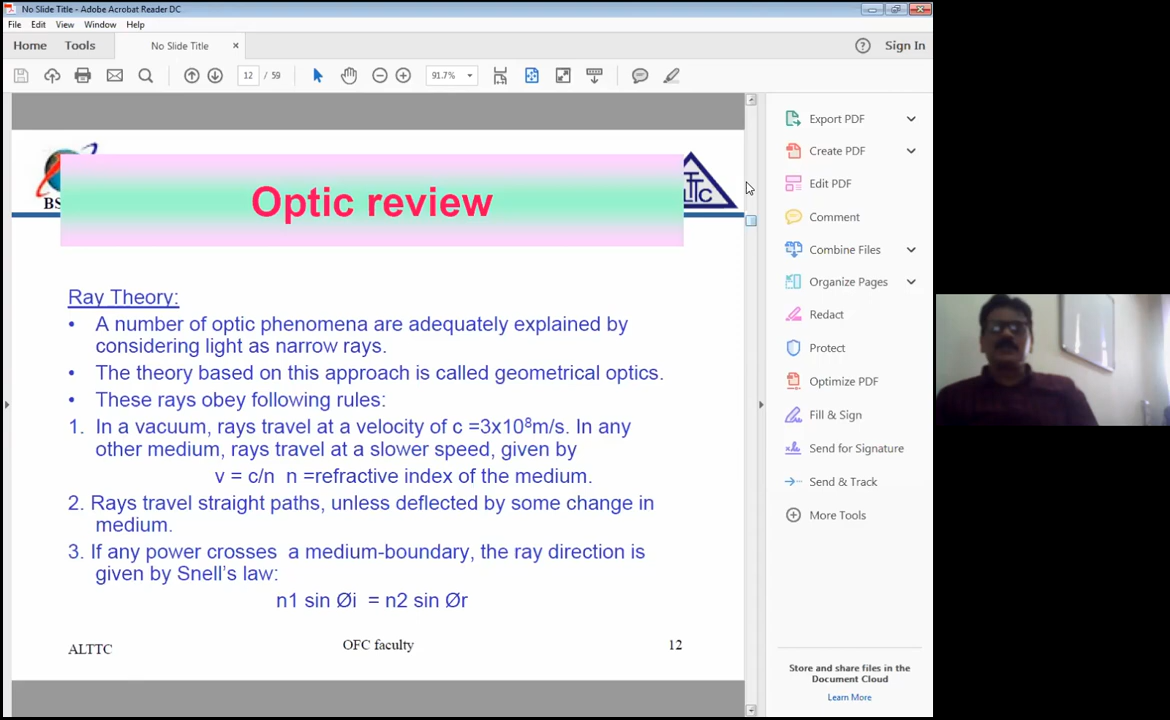 No Slide Title - Adobe Acrobat Reader DC
File Edit View Window Help
Home Tools No Slide Title × ? Sign In
12 / 59 91.7%
BS
TTC
Optic review
Ray Theory:
• A number of optic phenomena are adequately explained by
considering light as narrow rays.
• The theory based on this approach is called geometrical optics.
• These rays obey following rules:
1. In a vacuum, rays travel at a velocity of c =3x10⁸m/s. In any
other medium, rays travel at a slower speed, given by
v = c/n n =refractive index of the medium.
2. Rays travel straight paths, unless deflected by some change in
medium.
3. If any power crosses a medium-boundary, the ray direction is
given by Snell's law:
n1 sin Øi = n2 sin Ør
ALTTC OFC faculty 12
Export PDF
Create PDF
Edit PDF
Comment
Combine Files
Organize Pages
Redact
Protect
Optimize PDF
Fill & Sign
Send for Signature
Send & Track
More Tools
Store and share files in the
Document Cloud
Learn More